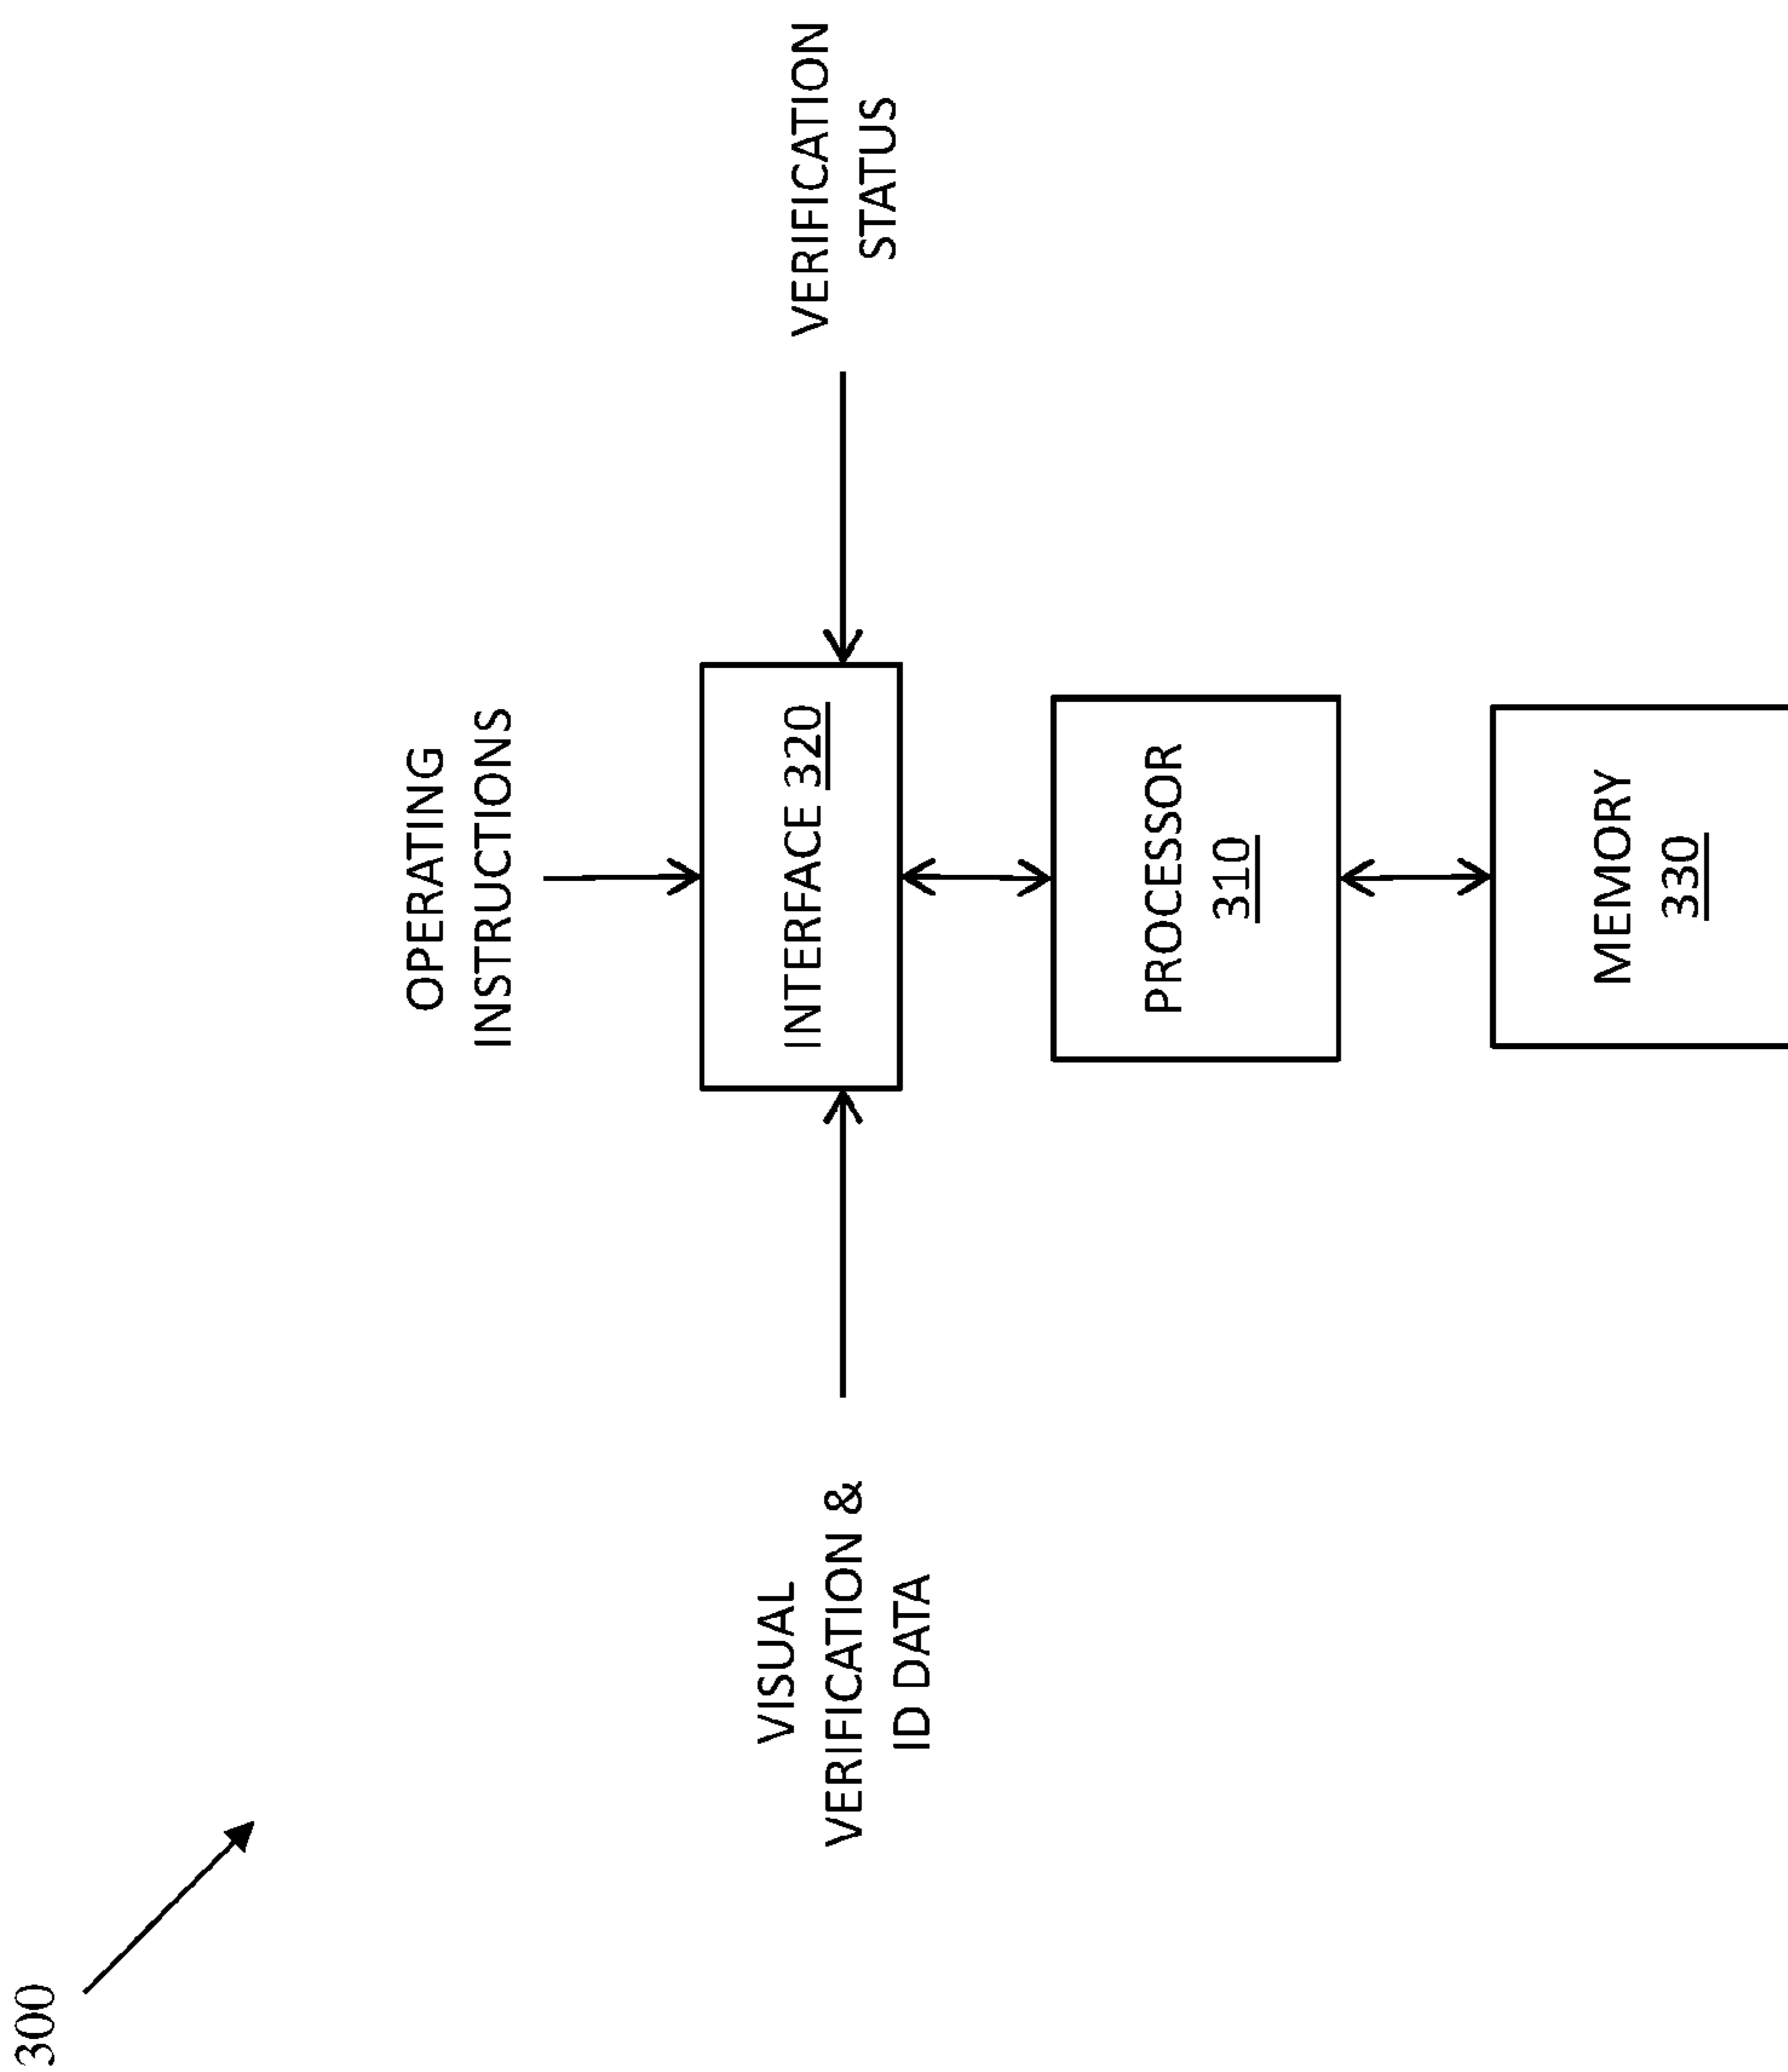 300
OPERATING
INSTRUCTIONS
VISUAL
VERIFICATION &
ID DATA
INTERFACE 320
VERIFICATION
STATUS
PROCESSOR
310
MEMORY
330